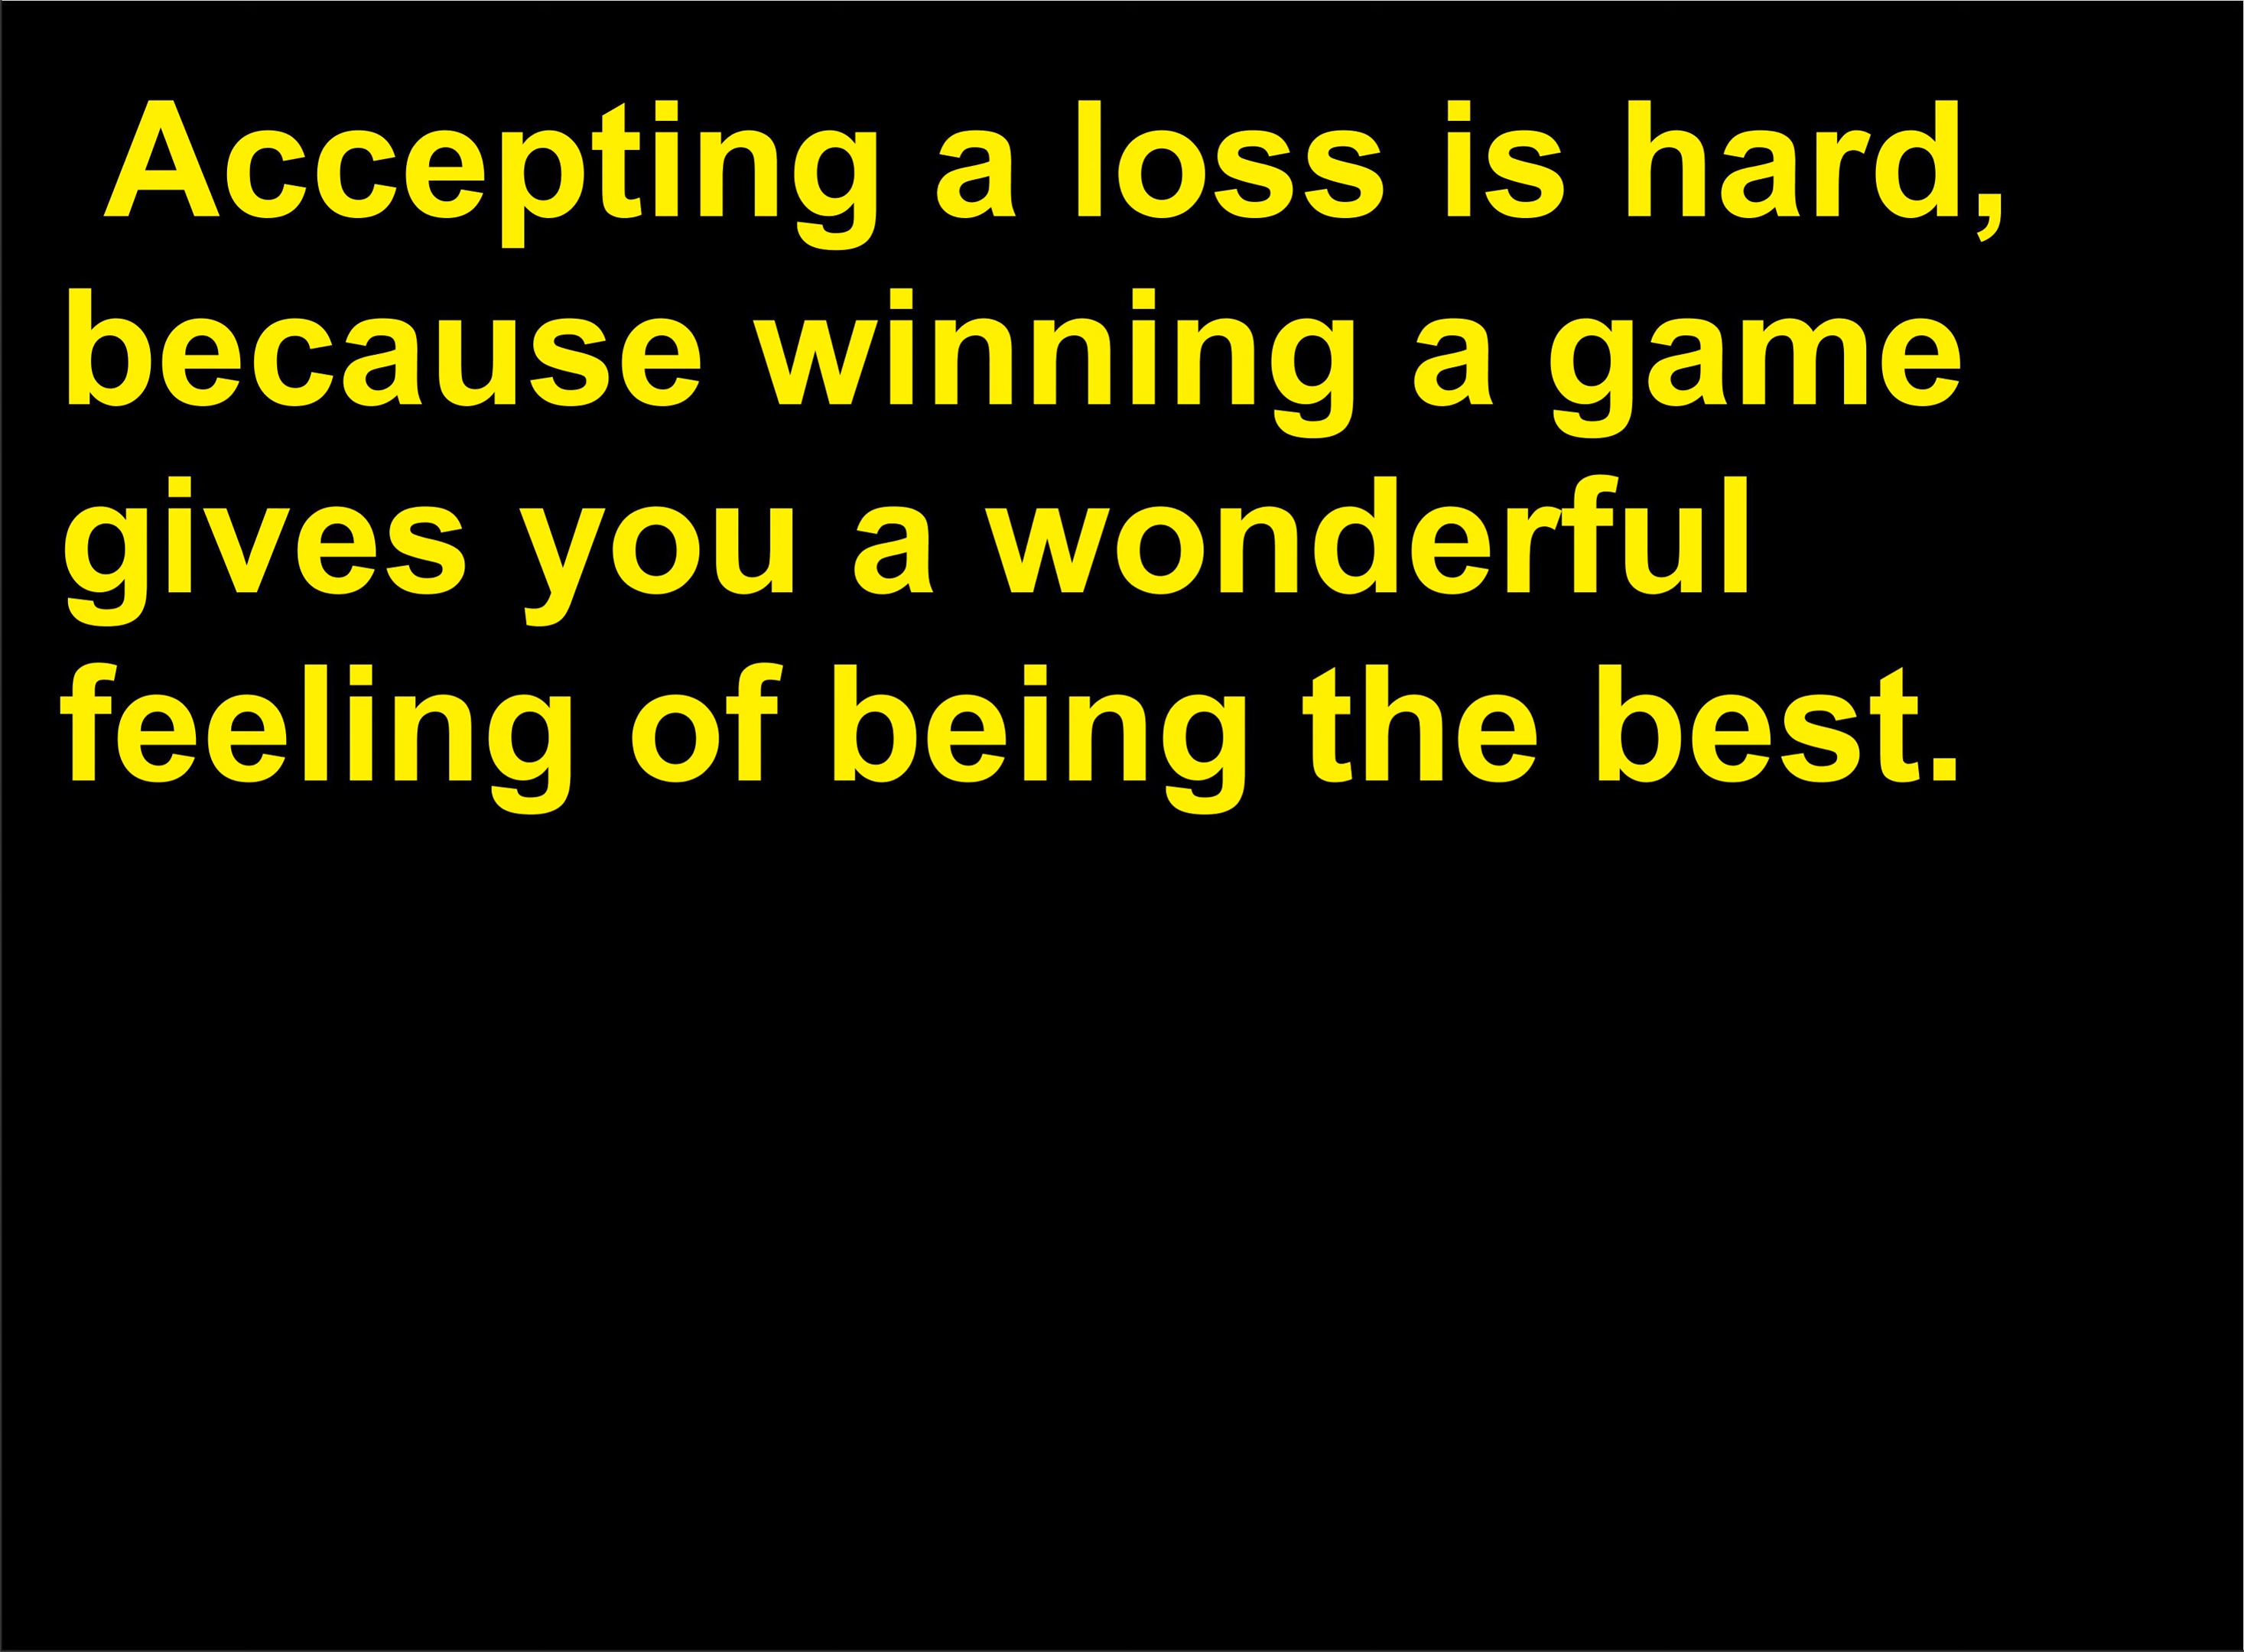 Accepting a loss is hard,
because winning a game
gives you a wonderful
feeling of being the best.